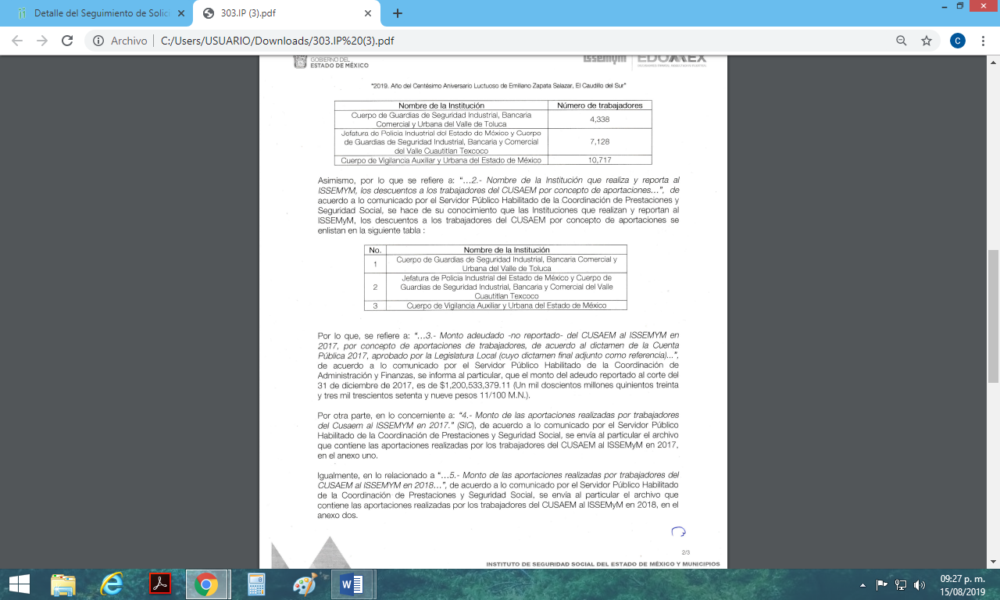 Detalle del Seguimiento de Solici
303.IP (3).pdf
Archivo
C:/Users/USUARIO/Downloads/303.IP%20(3).pdf
C
GOBIERNO DEL
ESTADO DE MÉXICO
issemym
EDOMEX
DECISIONES FIRMES, RESULTADOS FUERTES
"2019. Año del Centésimo Aniversario Luctuoso de Emiliano Zapata Salazar, El Caudillo del Sur"
Nombre de la Institución Número de trabajadores
Cuerpo de Guardias de Seguridad Industrial, Bancaria
Comercial y Urbana del Valle de Toluca
4,338
Jefatura de Policia Industrial del Estado de México y Cuerpo
de Guardias de Seguridad Industrial, Bancaria y Comercial
del Valle Cuautitlan Texcoco
7,128
Cuerpo de Vigilancia Auxiliar y Urbana del Estado de México 10,717
Asimismo, por lo que se refiere a: "...2.- Nombre de la Institución que realiza y reporta al
ISSEMYM, los descuentos a los trabajadores del CUSAEM por concepto de aportaciones...", de
acuerdo a lo comunicado por el Servidor Público Habilitado de la Coordinación de Prestaciones y
Seguridad Social, se hace de su conocimiento que las Instituciones que realizan y reportan al
ISSEMyM, los descuentos a los trabajadores del CUSAEM por concepto de aportaciones se
enlistan en la siguiente tabla :
No. Nombre de la Institución
1 Cuerpo de Guardias de Seguridad Industrial, Bancaria Comercial y
Urbana del Valle de Toluca
2 Jefatura de Policia Industrial del Estado de México y Cuerpo de
Guardias de Seguridad Industrial, Bancaria y Comercial del Valle
Cuautitlan Texcoco
3 Cuerpo de Vigilancia Auxiliar y Urbana del Estado de México
Por lo que, se refiere a: "...3.- Monto adeudado -no reportado- del CUSAEM al ISSEMYM en
2017, por concepto de aportaciones de trabajadores, de acuerdo al dictamen de la Cuenta
Pública 2017, aprobado por la Legislatura Local (cuyo dictamen final adjunto como referencia)...",
de acuerdo a lo comunicado por el Servidor Público Habilitado de la Coordinación de
Administración y Finanzas, se informa al particular, que el monto del adeudo reportado al corte del
31 de diciembre de 2017, es de $1,200,533,379.11 (Un mil doscientos millones quinientos treinta
y tres mil trescientos setenta y nueve pesos 11/100 M.N.).
Por otra parte, en lo concerniente a: "4.- Monto de las aportaciones realizadas por trabajadores
del Cusaem al ISSEMYM en 2017." (SIC), de acuerdo a lo comunicado por el Servidor Público
Habilitado de la Coordinación de Prestaciones y Seguridad Social, se envía al particular el archivo
que contiene las aportaciones realizadas por los trabajadores del CUSAEM al ISSEMyM en 2017,
en el anexo uno.
Igualmente, en lo relacionado a "...5.- Monto de las aportaciones realizadas por trabajadores del
CUSAEM al ISSEMYM en 2018...", de acuerdo a lo comunicado por el Servidor Público Habilitado
de la Coordinación de Prestaciones y Seguridad Social, se envía al particular el archivo que
contiene las aportaciones realizadas por los trabajadores del CUSAEM al ISSEMyM en 2018, en el
anexo dos.
2/3
INSTITUTO DE SEGURIDAD SOCIAL DEL ESTADO DE MÉXICO Y MUNICIPIOS
09:27 p. m.
15/08/2019